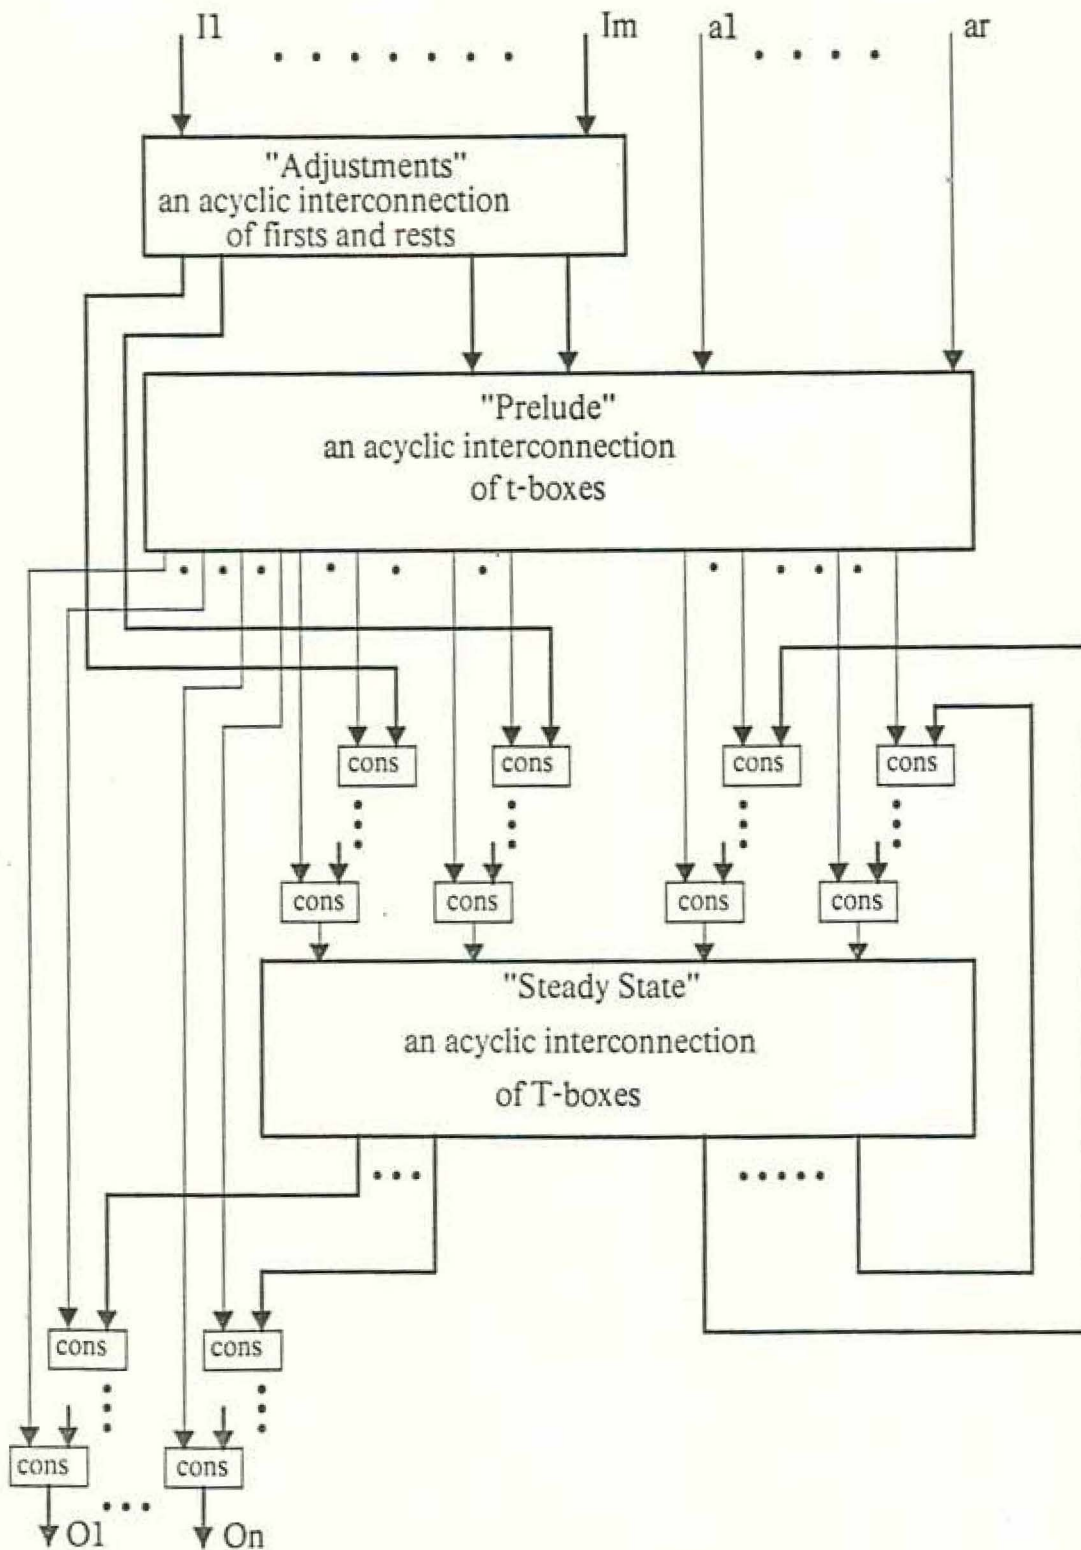 I1 Im a1 ar
"Adjustments"
an acyclic interconnection
of firsts and rests
"Prelude"
an acyclic interconnection
of t-boxes
cons cons cons cons
cons cons cons cons
"Steady State"
an acyclic interconnection
of T-boxes
cons cons
cons cons
O1 On